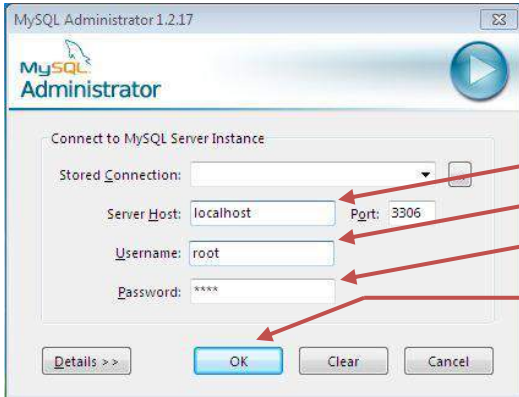 MySQL Administrator 1.2.17
MySQL
Administrator
Connect to MySQL Server Instance
Stored Connection:
...
Server Host: localhost Port: 3306
Username: root
Password: ****
Details >> OK Clear Cancel